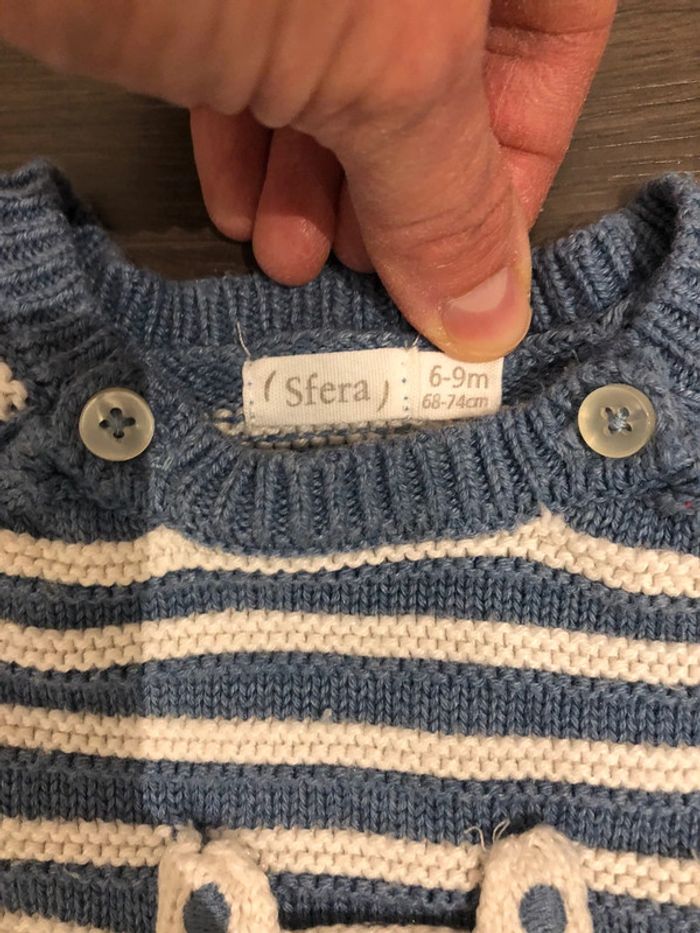 ( Sfera )
6-9m
68-74cm